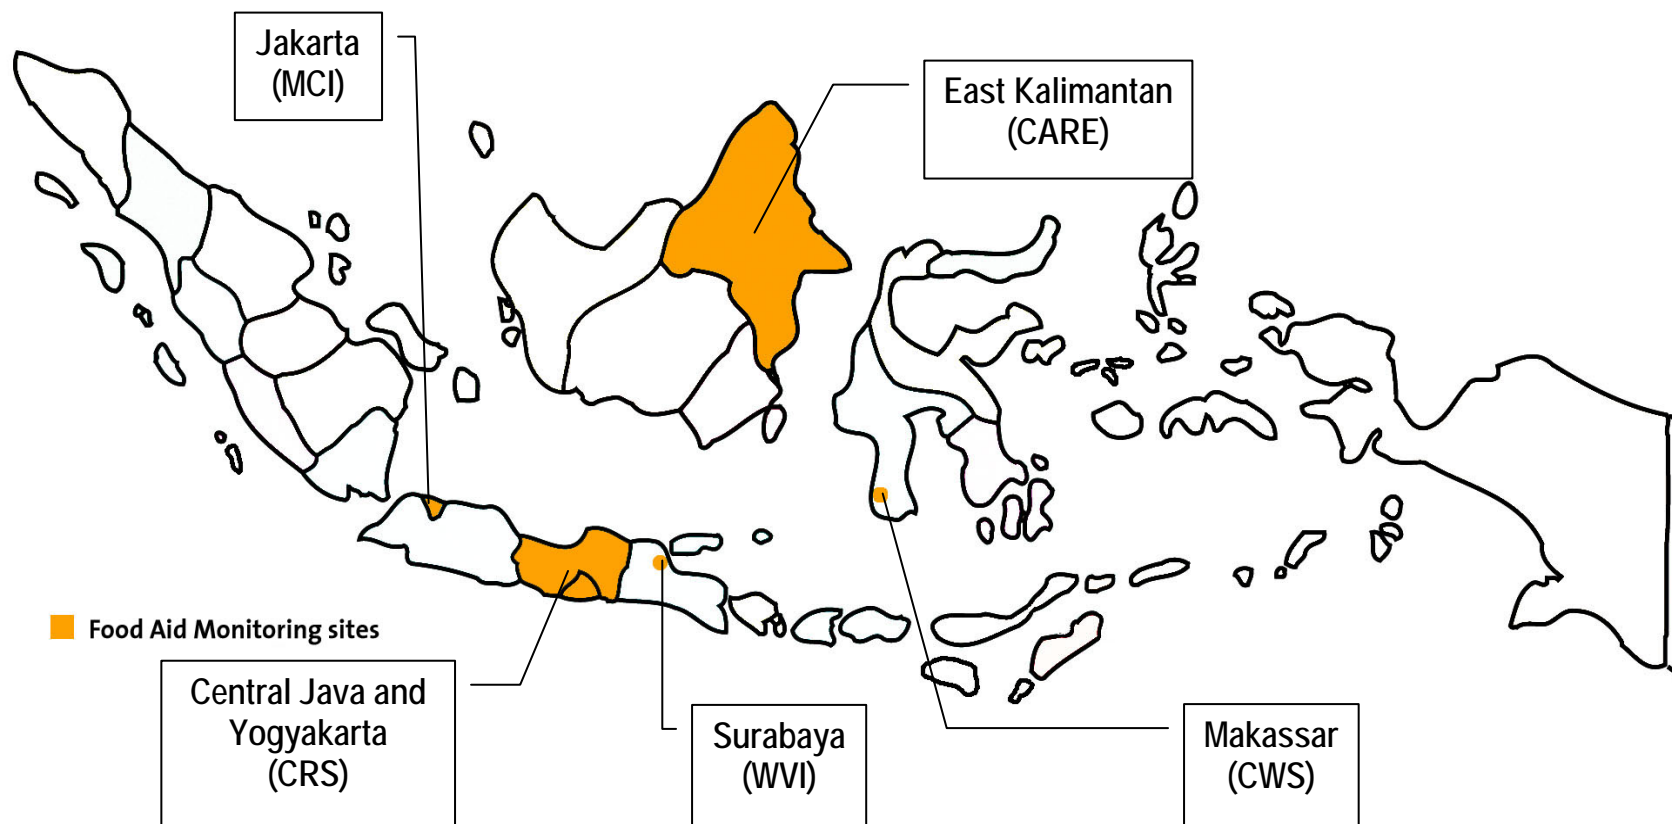 Jakarta
(MCI)
East Kalimantan
(CARE)
Food Aid Monitoring sites
Central Java and
Yogyakarta
(CRS)
Surabaya
(WVI)
Makassar
(CWS)